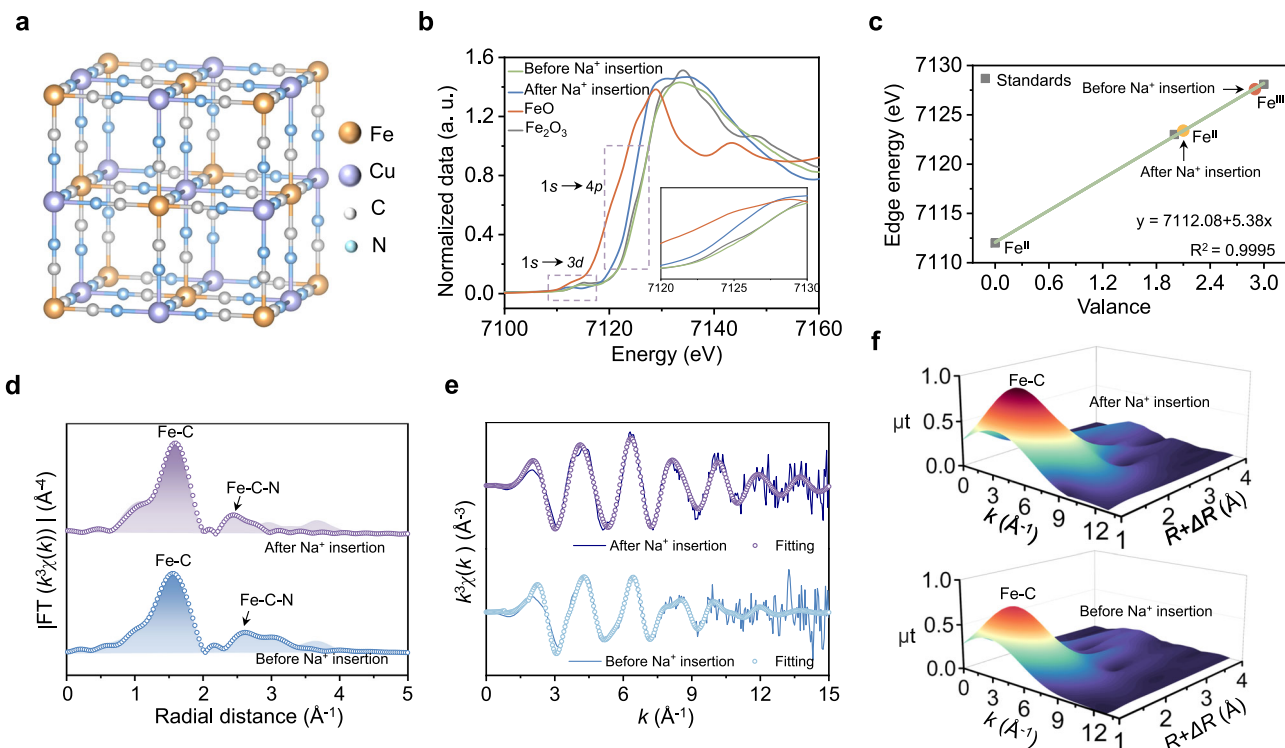 a
Fe
Cu
C
N
b
Normalized data (a. u.)
1.6
1.2
0.8
0.4
0.0
Before Na⁺ insertion
After Na⁺ insertion
FeO
Fe₂O₃
1s → 4p
1s → 3d
7120 7125 7130
7100 7120 7140 7160
Energy (eV)
c
Edge energy (eV)
7130
7125
7120
7115
7110
Standards
Before Na⁺ insertion
Feᴵᴵᴵ
Feᴵᴵ
After Na⁺ insertion
y = 7112.08+5.38x
R² = 0.9995
Feᴵᴵ
0.0 0.6 1.2 1.8 2.4 3.0
Valance
d
|FT (k³χ(k)) | (Å⁻⁴)
Fe-C
Fe-C-N
After Na⁺ insertion
Fe-C
Fe-C-N
Before Na⁺ insertion
0 1 2 3 4 5
Radial distance (Å⁻¹)
e
k³χ(k) (Å⁻³)
After Na⁺ insertion Fitting
Before Na⁺ insertion Fitting
0 3 6 9 12 15
k (Å⁻¹)
f
1.0
0.5
0.0
μt
Fe-C
After Na⁺ insertion
0 3 6 9 12
k (Å⁻¹)
1 2 3 4
R+ΔR (Å)
1.0
0.5
0.0
μt
Fe-C
Before Na⁺ insertion
0 3 6 9 12
k (Å⁻¹)
1 2 3 4
R+ΔR (Å)